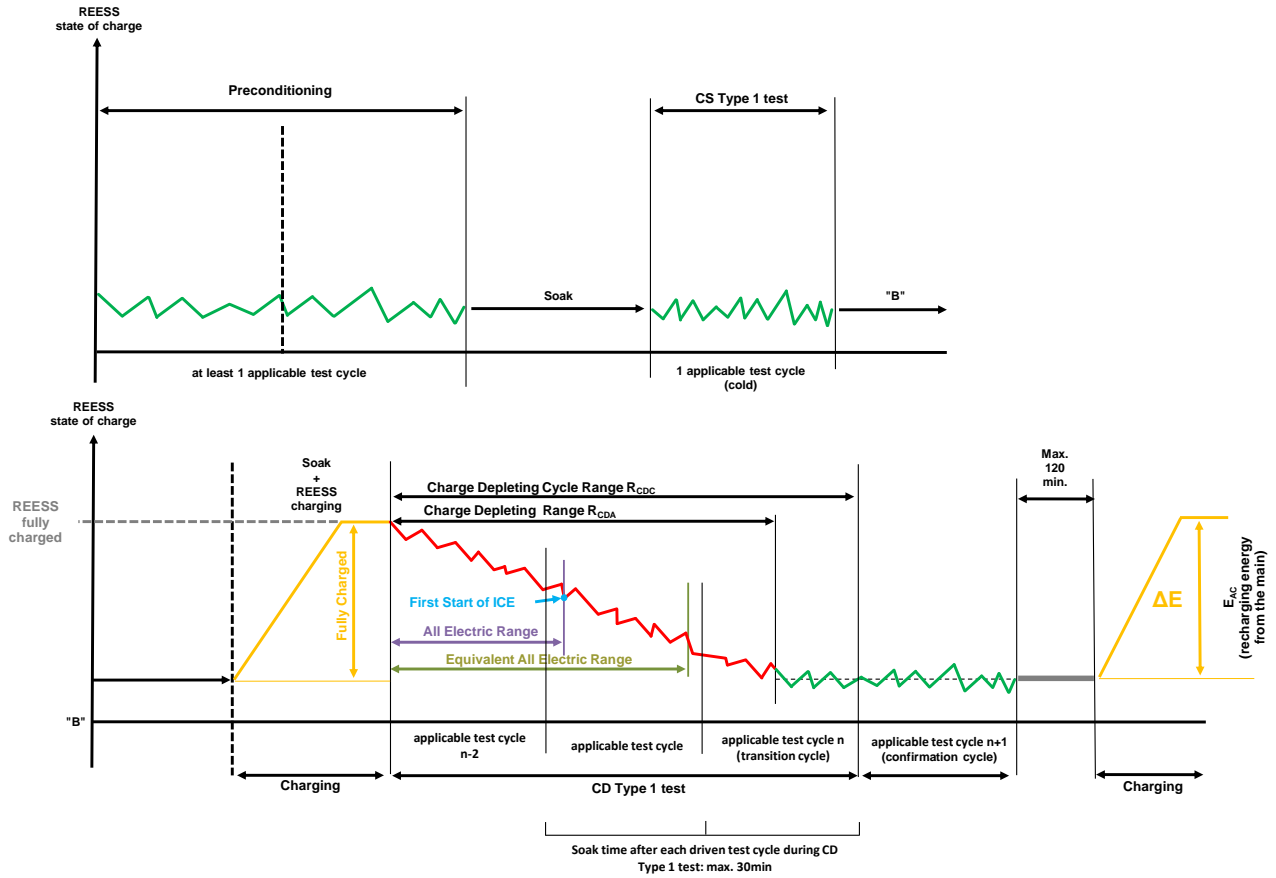 REESS
state of charge
Preconditioning
CS Type 1 test
Soak
"B"
at least 1 applicable test cycle
1 applicable test cycle
(cold)
REESS
state of charge
Soak
+
REESS
charging
Max.
120
min.
REESS
fully
charged
Charge Depleting Cycle Range RCDC
Charge Depleting Range RCDA
Fully Charged
First Start of ICE
All Electric Range
Equivalent All Electric Range
ΔE
EAC
(recharging energy
from the main)
"B"
applicable test cycle
n-2
applicable test cycle
applicable test cycle n
(transition cycle)
applicable test cycle n+1
(confirmation cycle)
Charging
CD Type 1 test
Charging
Soak time after each driven test cycle during CD
Type 1 test: max. 30min